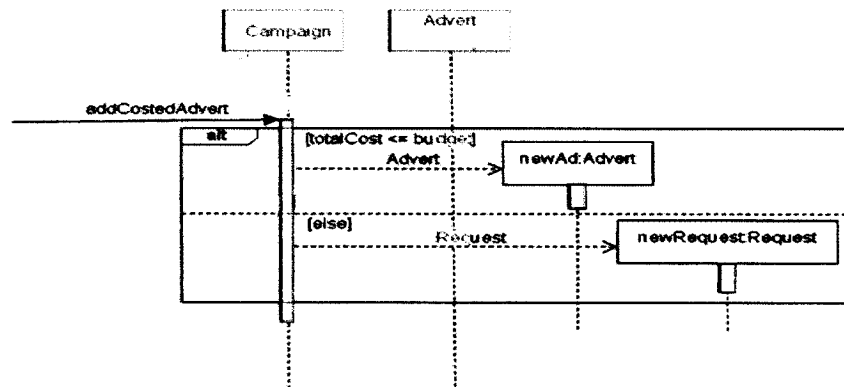 Campaign
Advert
addCostedAdvert
alt
[totalCost <= budget]
Advert
newAd:Advert
[else]
Request
newRequest:Request